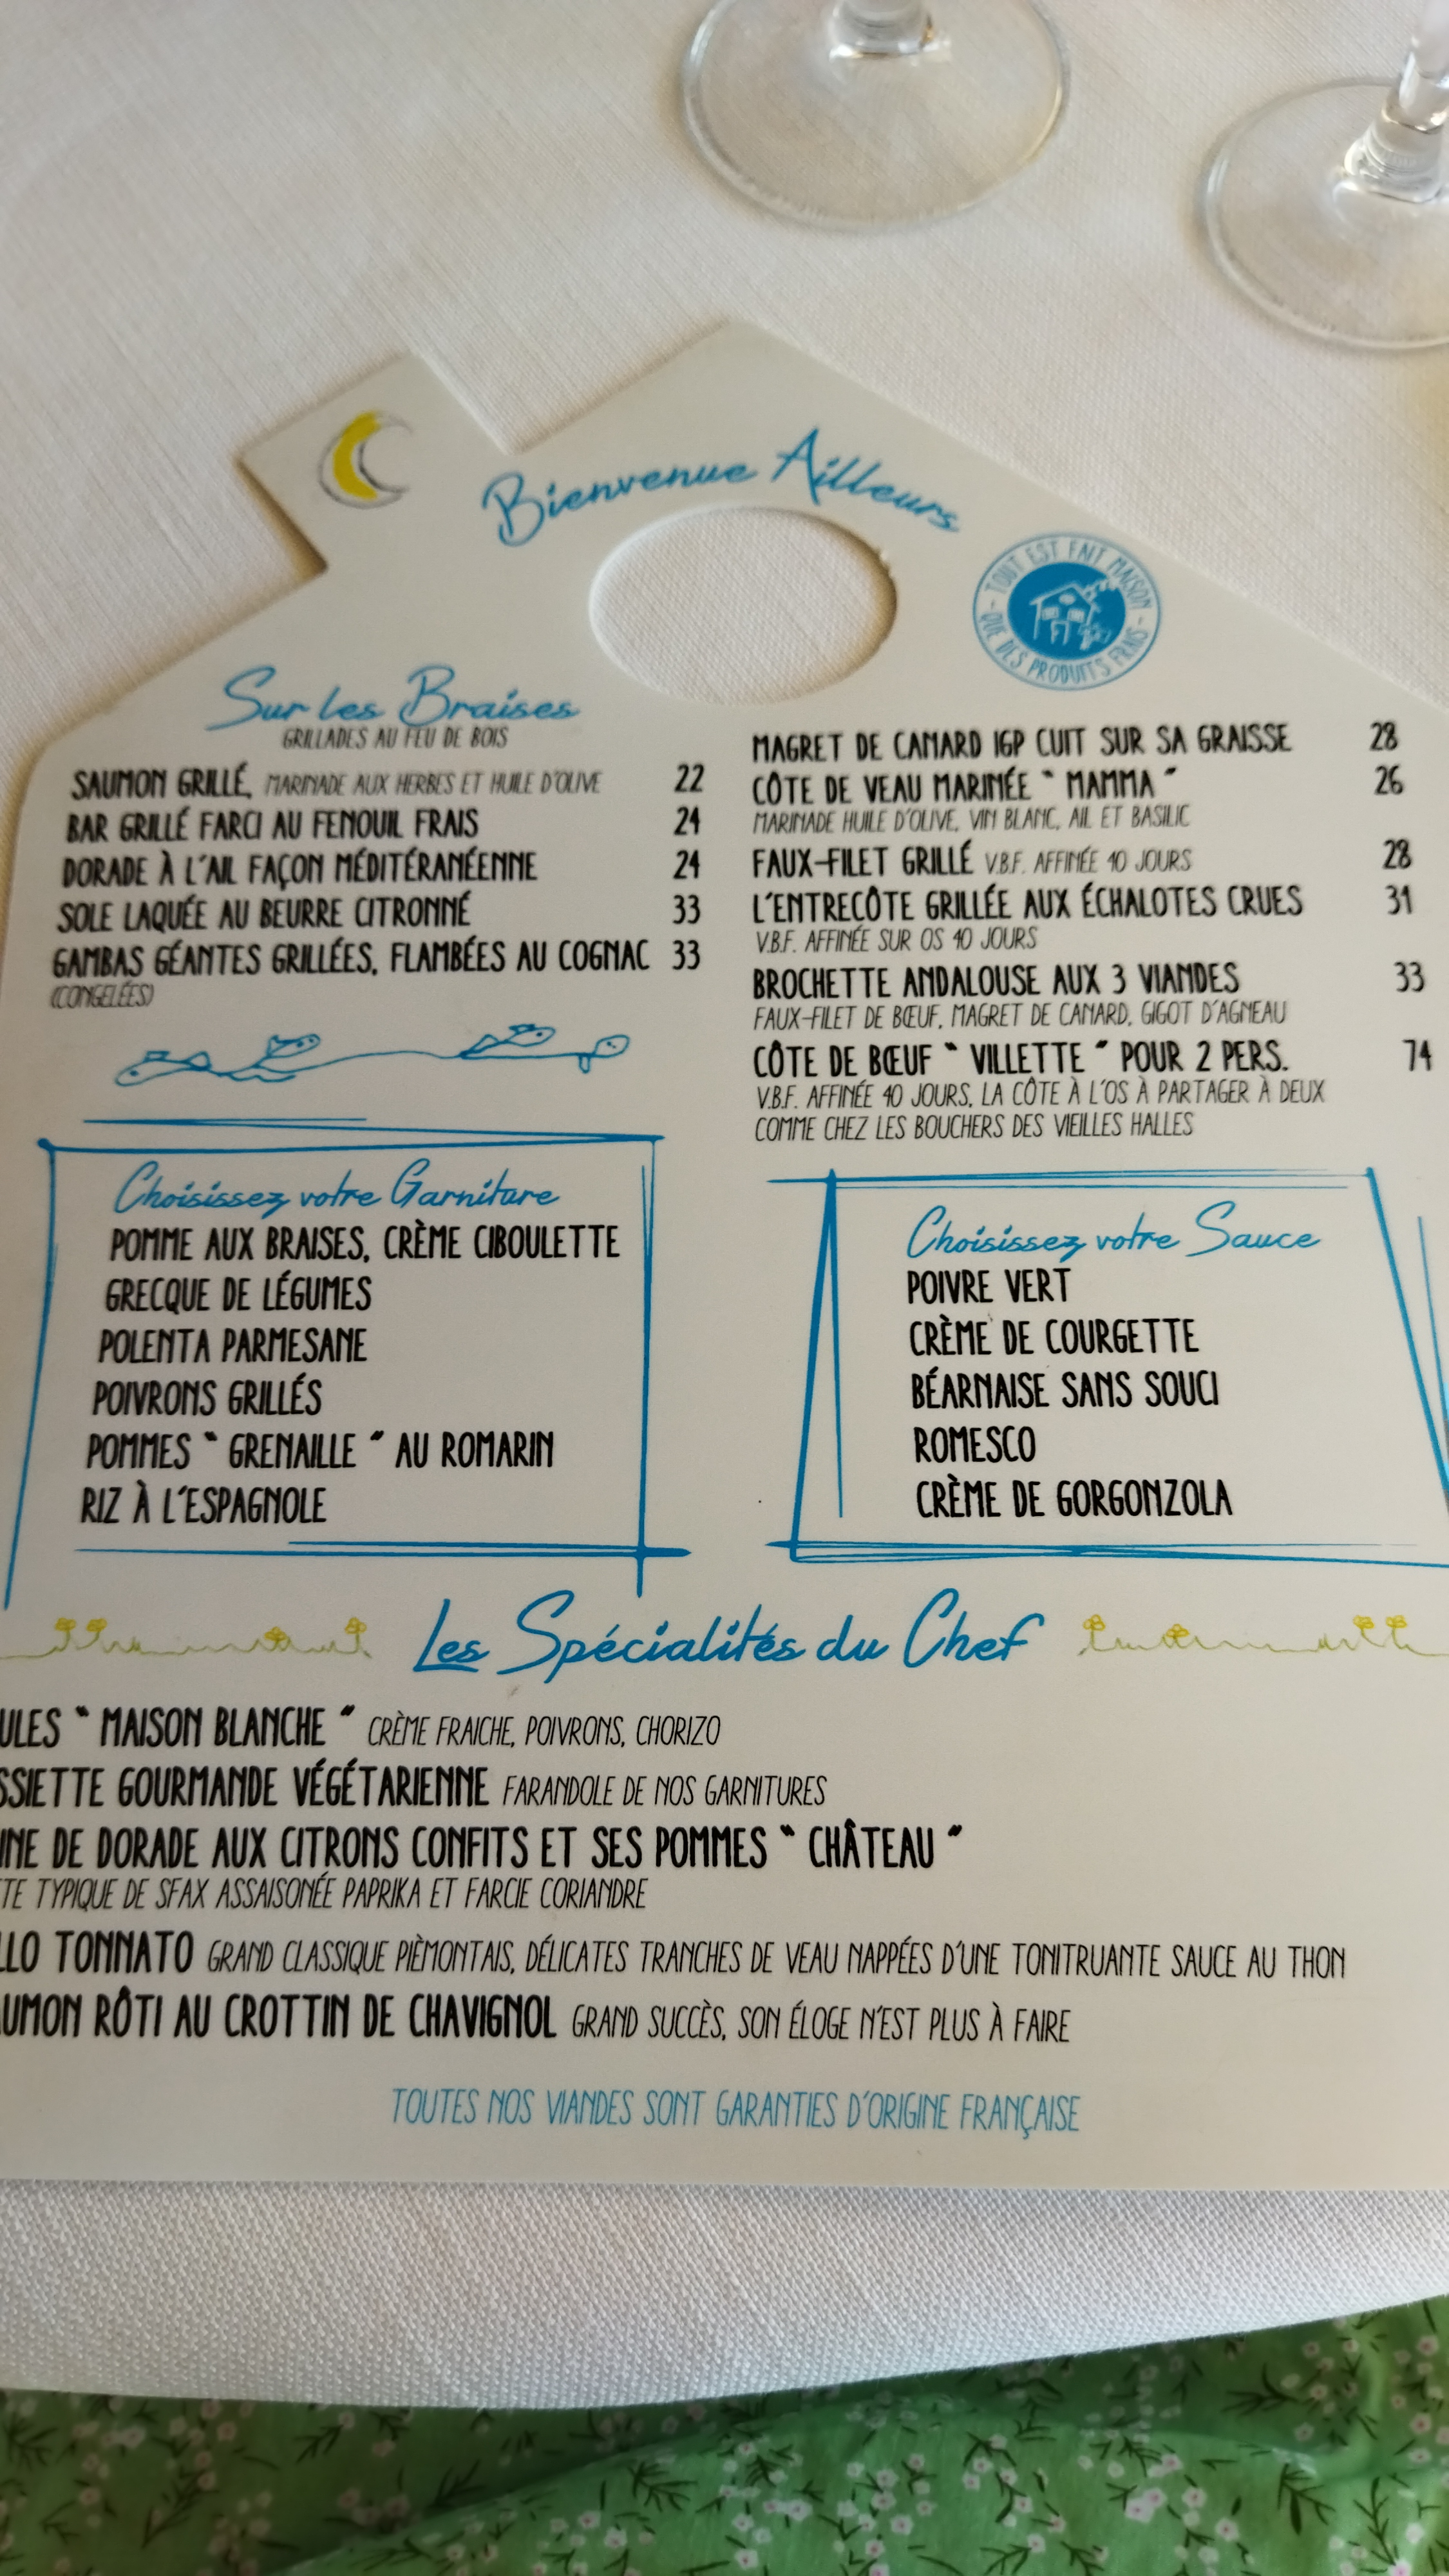 Bienvenue Ailleurs
TOUT EST FAIT MAISON
QUE DES PRODUITS FRAIS
Sur les Braises
GRILLADES AU FEU DE BOIS
SAUMON GRILLÉ, MARINADE AUX HERBES ET HUILE D'OLIVE 22
BAR GRILLÉ FARCI AU FENOUIL FRAIS 24
DORADE À L'AIL FAÇON MÉDITÉRANÉENNE 24
SOLE LAQUÉE AU BEURRE CITRONNÉ 33
GAMBAS GÉANTES GRILLÉES, FLAMBÉES AU COGNAC 33
(CONGELÉES)
MAGRET DE CANARD IGP CUIT SUR SA GRAISSE 28
CÔTE DE VEAU MARINÉE " MAMMA " 26
MARINADE HUILE D'OLIVE, VIN BLANC, AIL ET BASILIC
FAUX-FILET GRILLÉ V.B.F. AFFINÉE 40 JOURS 28
L'ENTRECÔTE GRILLÉE AUX ÉCHALOTES CRUES 31
V.B.F. AFFINÉE SUR OS 40 JOURS
BROCHETTE ANDALOUSE AUX 3 VIANDES 33
FAUX-FILET DE BŒUF, MAGRET DE CANARD, GIGOT D'AGNEAU
CÔTE DE BŒUF " VILLETTE " POUR 2 PERS. 74
V.B.F. AFFINÉE 40 JOURS, LA CÔTE À L'OS À PARTAGER À DEUX
COMME CHEZ LES BOUCHERS DES VIEILLES HALLES
Choisissez votre Garniture
POMME AUX BRAISES, CRÈME CIBOULETTE
GRECQUE DE LÉGUMES
POLENTA PARMESANE
POIVRONS GRILLÉS
POMMES " GRENAILLE " AU ROMARIN
RIZ À L'ESPAGNOLE
Choisissez votre Sauce
POIVRE VERT
CRÈME DE COURGETTE
BÉARNAISE SANS SOUCI
ROMESCO
CRÈME DE GORGONZOLA
Les Spécialités du Chef
ULES " MAISON BLANCHE " CRÈME FRAICHE, POIVRONS, CHORIZO
SSIETTE GOURMANDE VÉGÉTARIENNE FARANDOLE DE NOS GARNITURES
INE DE DORADE AUX CITRONS CONFITS ET SES POMMES " CHÂTEAU "
TE TYPIQUE DE SFAX ASSAISONÉE PAPRIKA ET FARCIE CORIANDRE
LLO TONNATO GRAND CLASSIQUE PIÈMONTAIS, DÉLICATES TRANCHES DE VEAU NAPPÉES D'UNE TONITRUANTE SAUCE AU THON
UMON RÔTI AU CROTTIN DE CHAVIGNOL GRAND SUCCÈS, SON ÉLOGE N'EST PLUS À FAIRE
TOUTES NOS VIANDES SONT GARANTIES D'ORIGINE FRANÇAISE